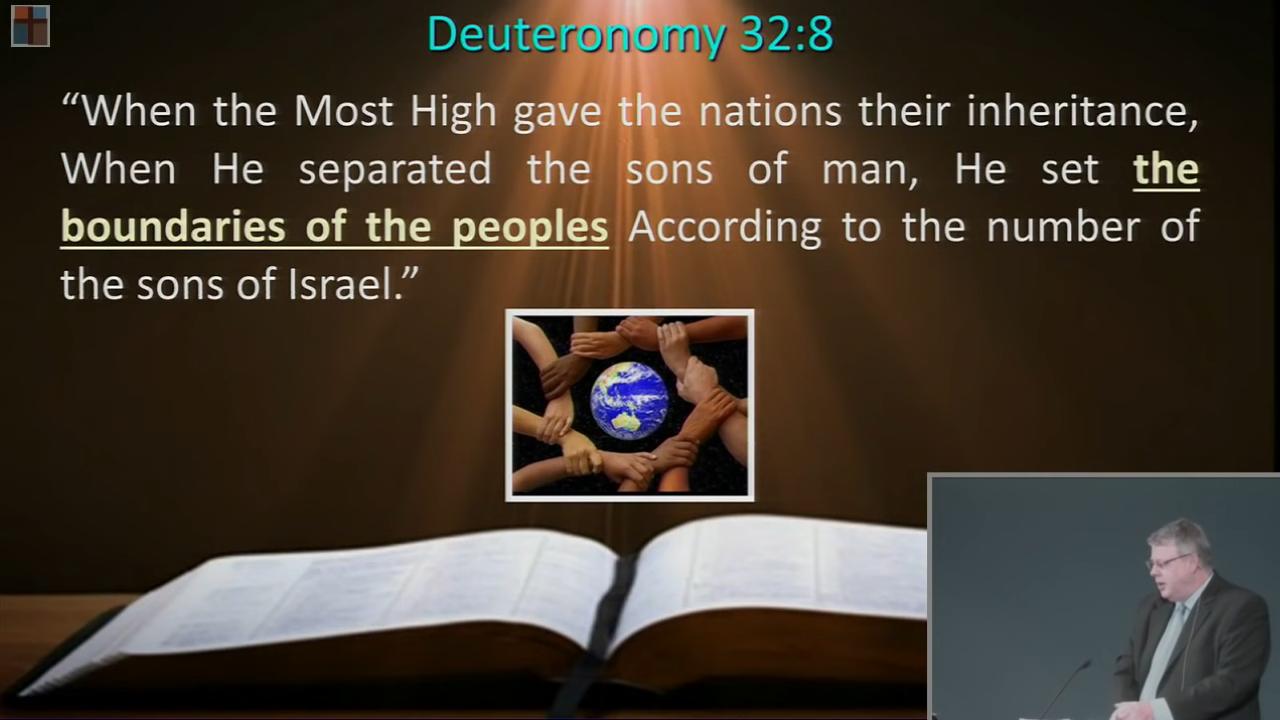 Deuteronomy 32:8
“When the Most High gave the nations their inheritance,
When He separated the sons of man, He set the
boundaries of the peoples According to the number of
the sons of Israel.”